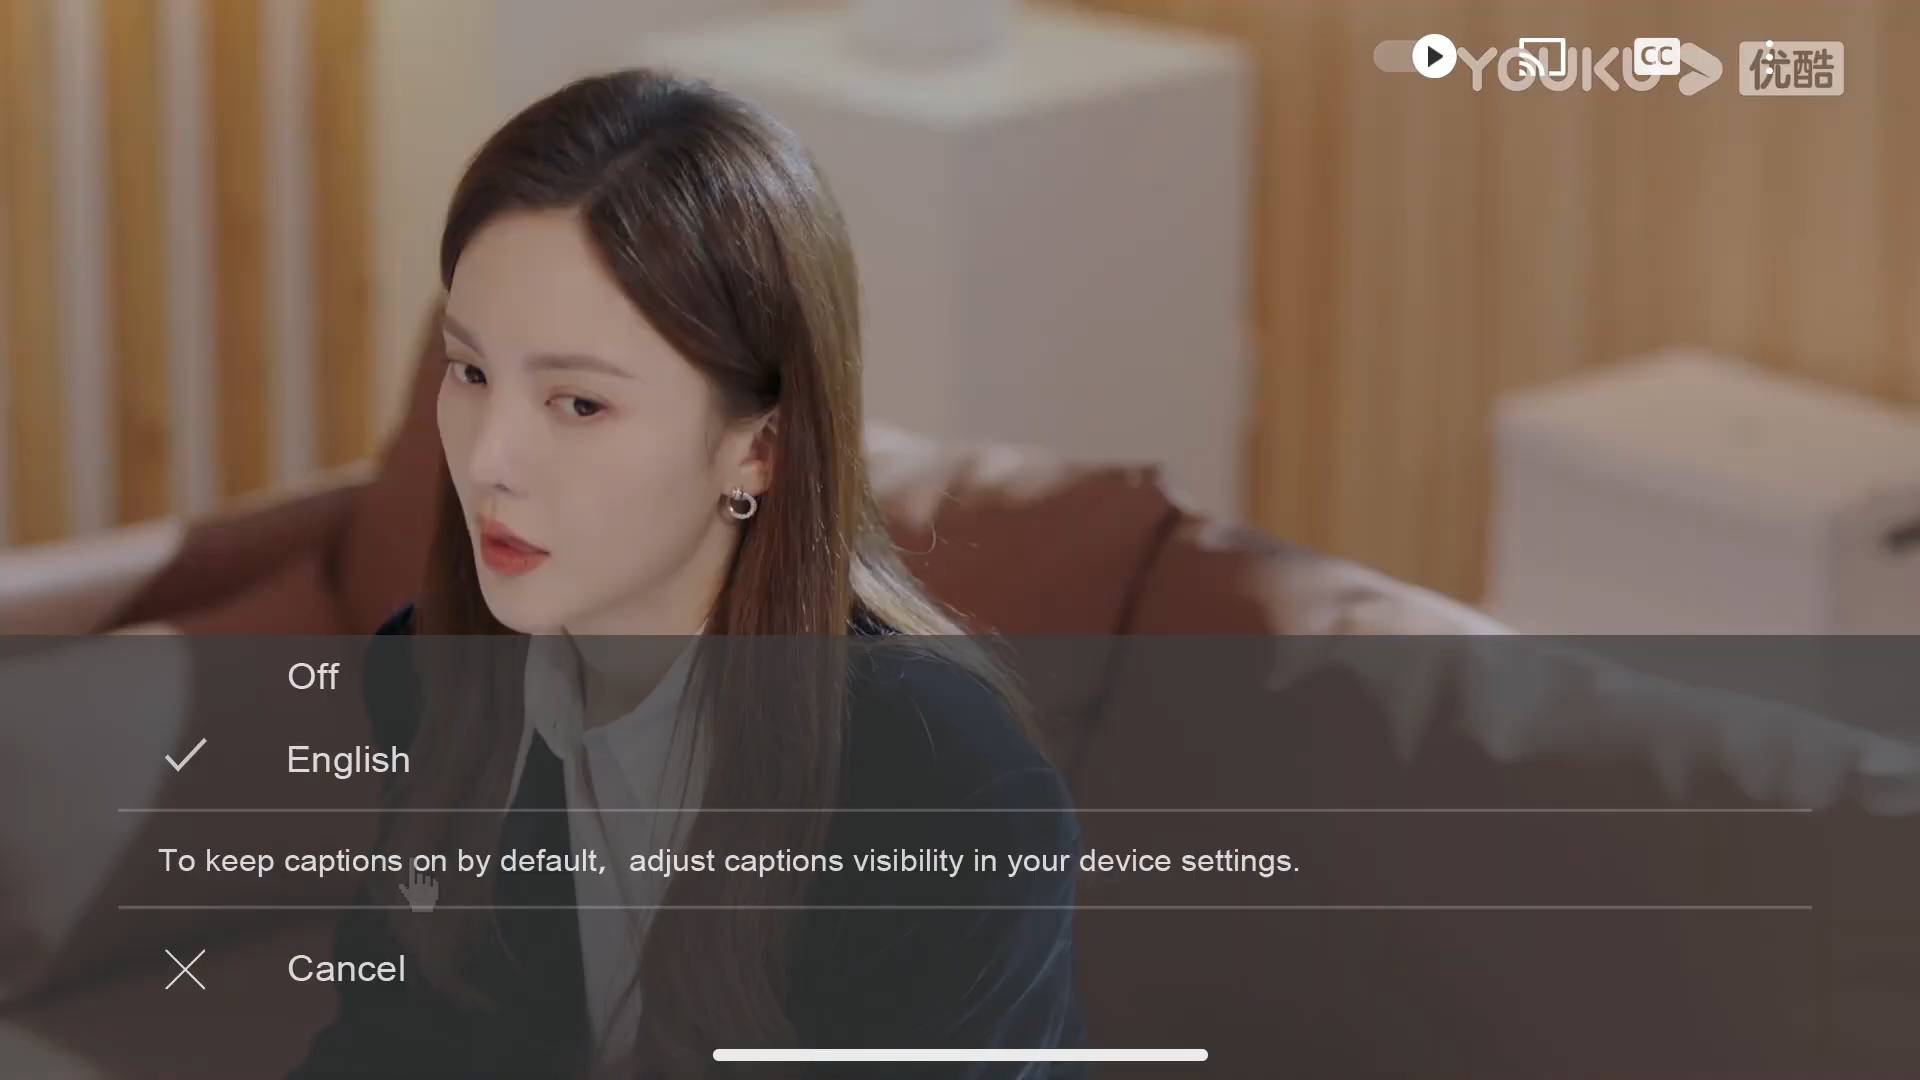 YOUKU 优酷
CC
Off
English
To keep captions on by default, adjust captions visibility in your device settings.
Cancel